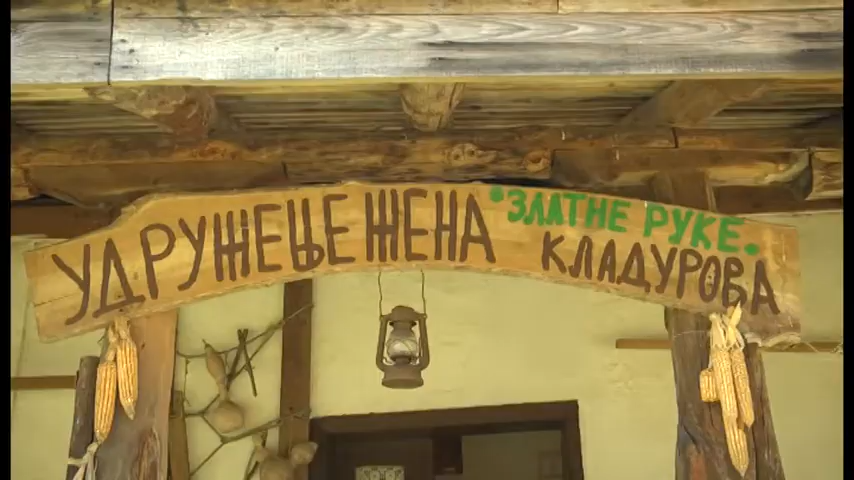 УДРУЖЕЊЕ ЖЕНА
•ЗЛАТНЕ РУКЕ•
КЛАДУРОВА